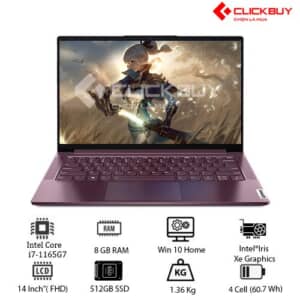 CLICKBUY
CHỌN LÀ MUA
CLICKBUY
Intel Core
i7-1165G7
8 GB RAM
Win 10 Home
Intel®Iris
Xe Graphics
LCD
KG
14 Inch"( FHD)
512GB SSD
1.36 Kg
4 Cell (60.7 Wh)